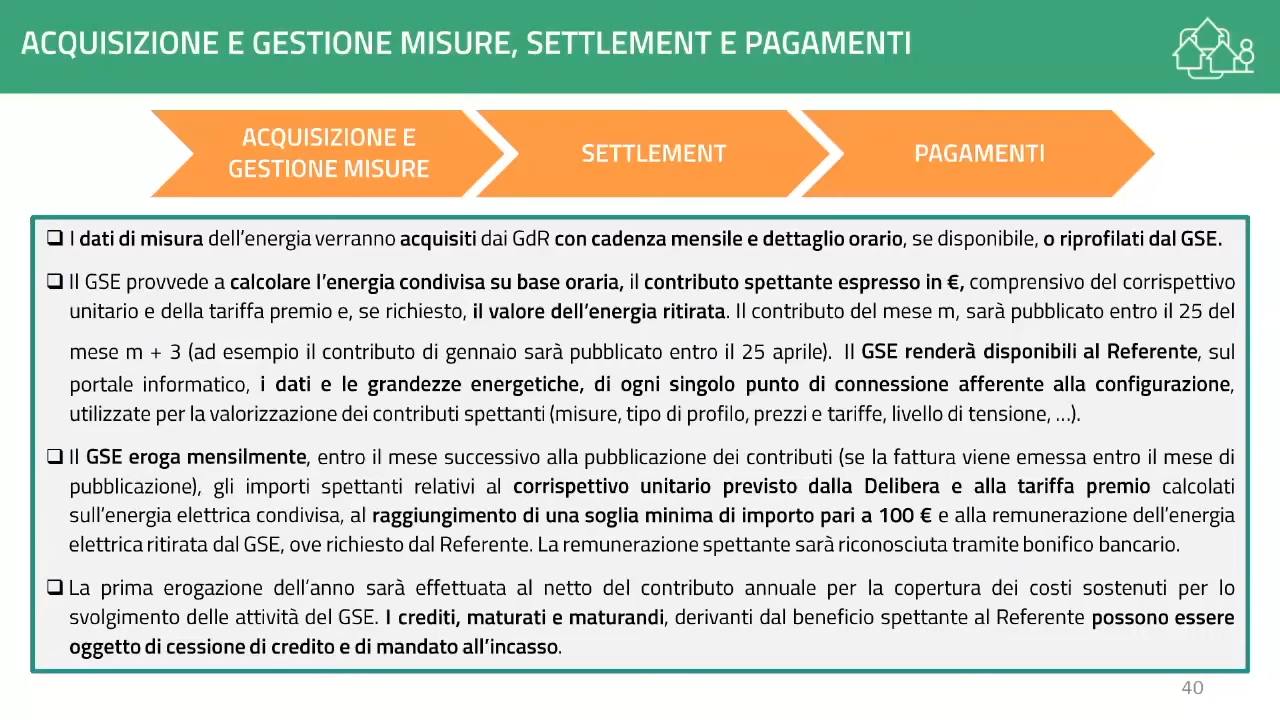 ACQUISIZIONE E GESTIONE MISURE, SETTLEMENT E PAGAMENTI
ACQUISIZIONE E
GESTIONE MISURE
SETTLEMENT
PAGAMENTI
❑ I dati di misura dell'energia verranno acquisiti dai GdR con cadenza mensile e dettaglio orario, se disponibile, o riprofilati dal GSE.
❑ Il GSE provvede a calcolare l'energia condivisa su base oraria, il contributo spettante espresso in €, comprensivo del corrispettivo
unitario e della tariffa premio e, se richiesto, il valore dell'energia ritirata. Il contributo del mese m, sarà pubblicato entro il 25 del
mese m + 3 (ad esempio il contributo di gennaio sarà pubblicato entro il 25 aprile). Il GSE renderà disponibili al Referente, sul
portale informatico, i dati e le grandezze energetiche, di ogni singolo punto di connessione afferente alla configurazione,
utilizzate per la valorizzazione dei contributi spettanti (misure, tipo di profilo, prezzi e tariffe, livello di tensione, ...).
❑ Il GSE eroga mensilmente, entro il mese successivo alla pubblicazione dei contributi (se la fattura viene emessa entro il mese di
pubblicazione), gli importi spettanti relativi al corrispettivo unitario previsto dalla Delibera e alla tariffa premio calcolati
sull'energia elettrica condivisa, al raggiungimento di una soglia minima di importo pari a 100 € e alla remunerazione dell'energia
elettrica ritirata dal GSE, ove richiesto dal Referente. La remunerazione spettante sarà riconosciuta tramite bonifico bancario.
❑ La prima erogazione dell'anno sarà effettuata al netto del contributo annuale per la copertura dei costi sostenuti per lo
svolgimento delle attività del GSE. I crediti, maturati e maturandi, derivanti dal beneficio spettante al Referente possono essere
oggetto di cessione di credito e di mandato all'incasso.
40